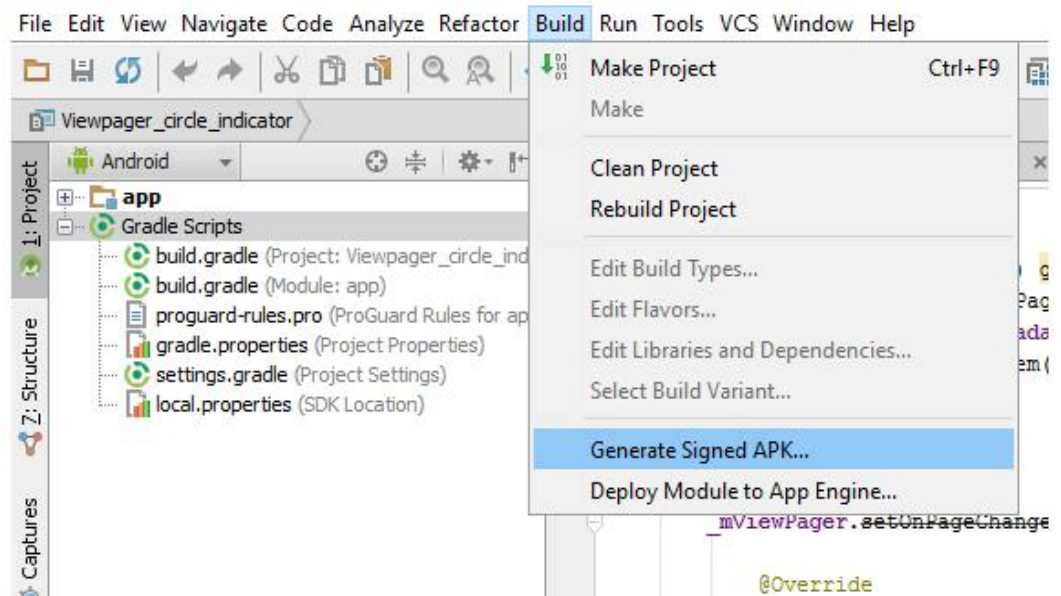 File Edit View Navigate Code Analyze Refactor Build Run Tools VCS Window Help
Make Project Ctrl+F9
Make
Clean Project
Rebuild Project
Edit Build Types...
Edit Flavors...
Edit Libraries and Dependencies...
Select Build Variant...
Generate Signed APK...
Deploy Module to App Engine...
Viewpager_circle_indicator
Android
app
Gradle Scripts
build.gradle (Project: Viewpager_circle_ind
build.gradle (Module: app)
proguard-rules.pro (ProGuard Rules for ap
gradle.properties (Project Properties)
settings.gradle (Project Settings)
local.properties (SDK Location)
1: Project
Z: Structure
Captures
Pag
ada
em(
_mViewPager.setOnPageChange
@Override